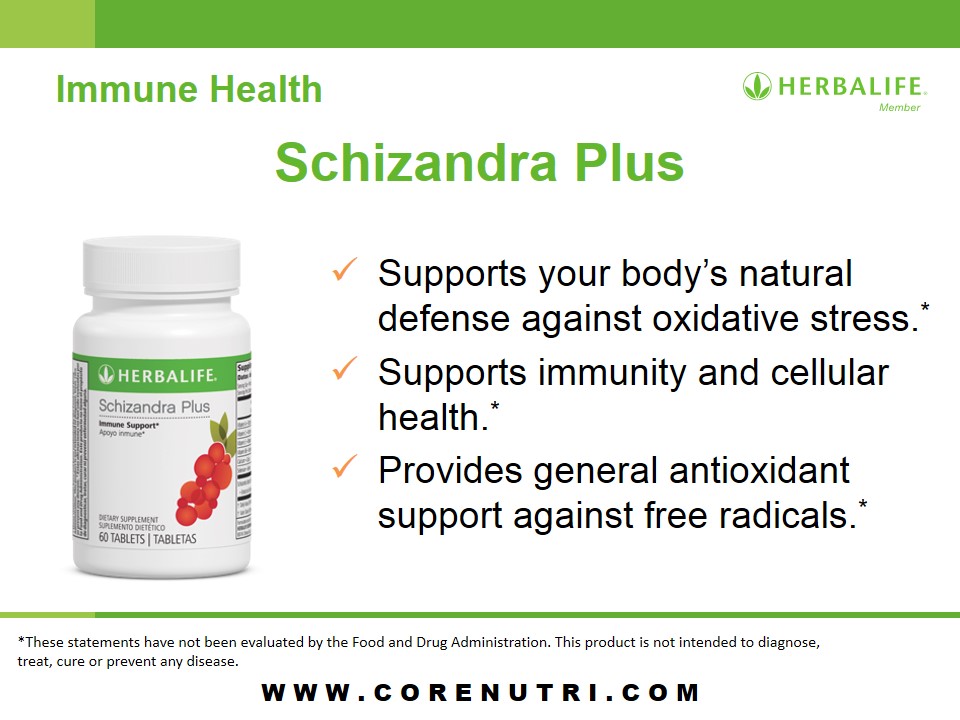 Immune Health
HERBALIFE®
Member
Schizandra Plus
✓ Supports your body's natural
defense against oxidative stress.*
✓ Supports immunity and cellular
health.*
✓ Provides general antioxidant
support against free radicals.*
HERBALIFE®
Schizandra Plus
Immune Support*
Apoyo inmune*
DIETARY SUPPLEMENT
SUPLEMENTO DIETÉTICO
60 TABLETS | TABLETAS
*These statements have not been evaluated by the Food and Drug Administration. This product is not intended to diagnose,
treat, cure or prevent any disease.
WWW.CORENUTRI.COM